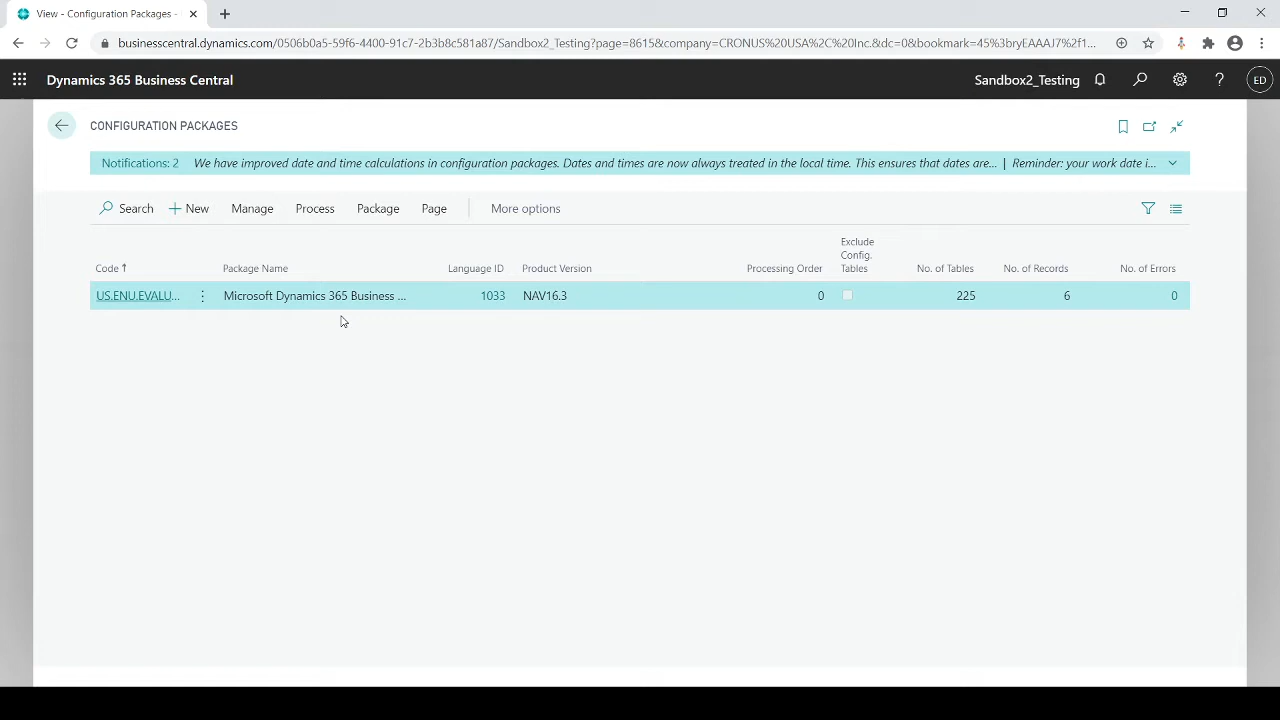 View - Configuration Packages -
businesscentral.dynamics.com/0506b0a5-59f6-4400-91c7-2b3b8c581a87/Sandbox2_Testing?page=8615&company=CRONUS%20USA%2C%20Inc.&dc=0&bookmark=45%3bryEAAAJ7%2f1...
Dynamics 365 Business Central
Sandbox2_Testing
ED
CONFIGURATION PACKAGES
Notifications: 2 We have improved date and time calculations in configuration packages. Dates and times are now always treated in the local time. This ensures that dates are... | Reminder: your work date i...
Search New Manage Process Package Page More options
Code Package Name Language ID Product Version Processing Order Exclude Config. Tables No. of Tables No. of Records No. of Errors
US.ENU.EVALU... Microsoft Dynamics 365 Business ... 1033 NAV16.3 0 225 6 0